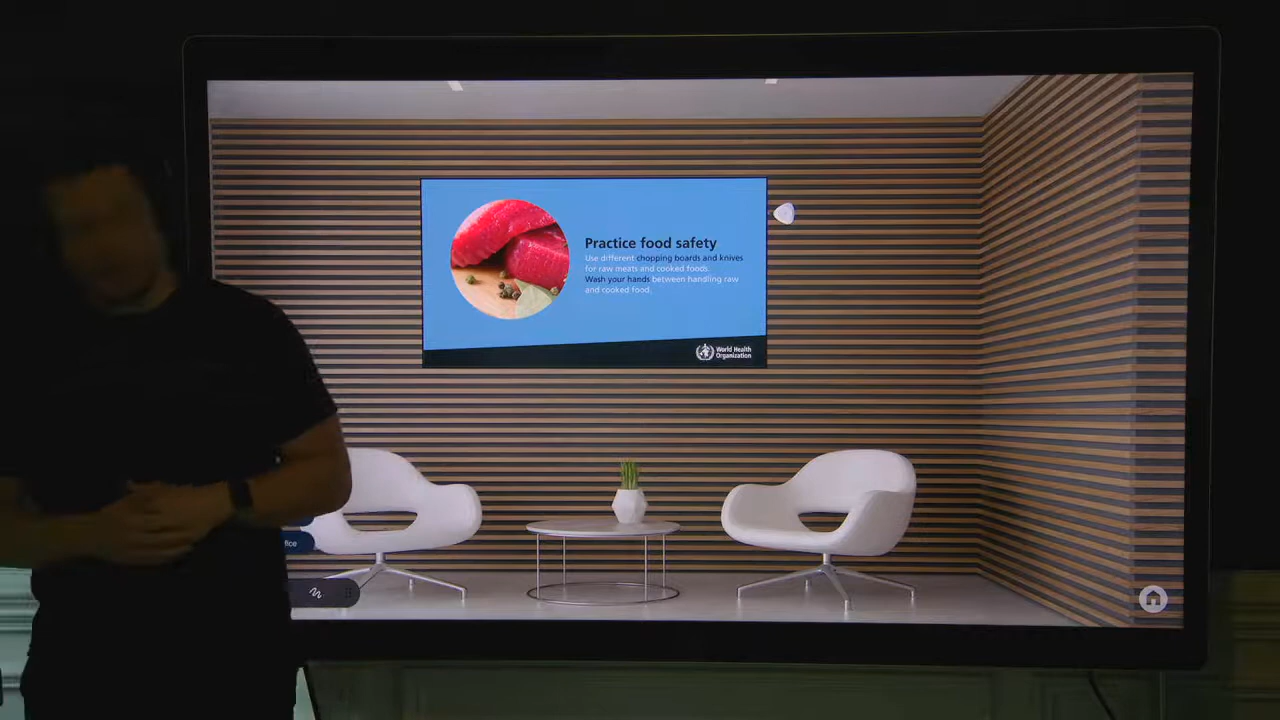 Practice food safety
Use different chopping boards and knives
for raw meats and cooked foods.
Wash your hands between handling raw
and cooked food.
World Health
Organization